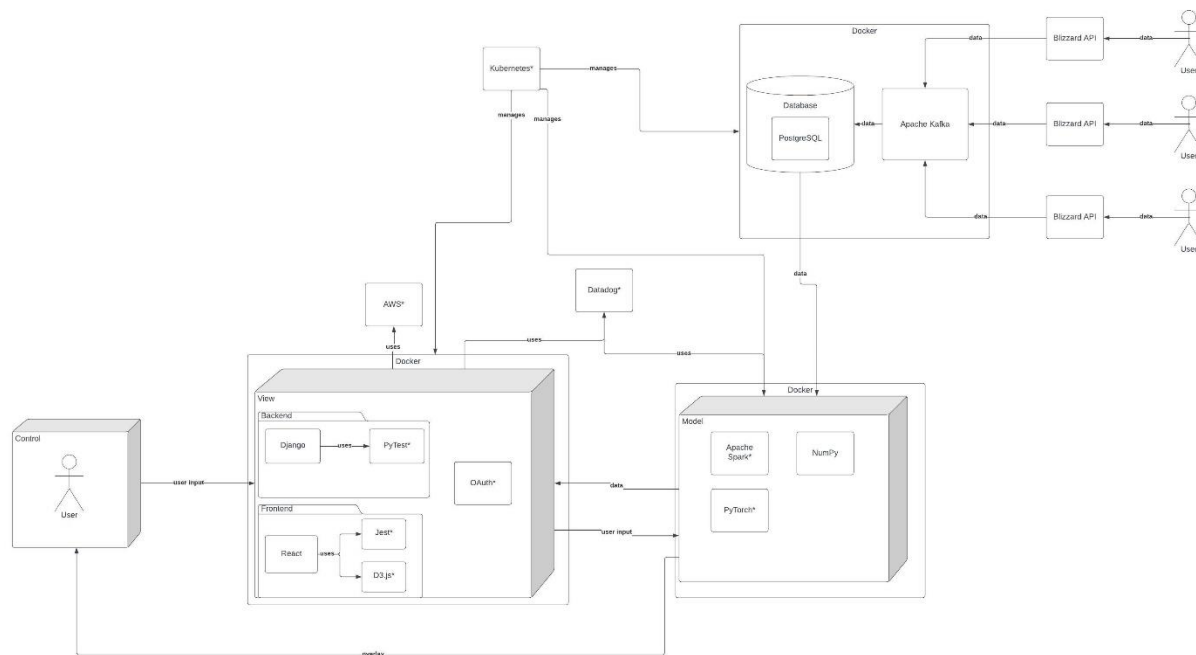 Docker
Blizzard API
data
data
User
Kubernetes*
manages
manages
manages
Database
PostgreSQL
data
Apache Kafka
data
Blizzard API
data
User
data
Blizzard API
data
User
data
AWS*
uses
Datadog*
uses
uses
Docker
View
Backend
Django
uses
PyTest*
OAuth*
Frontend
React
uses
Jest*
D3.js*
Control
User
user input
data
user input
Docker
Model
Apache
Spark*
NumPy
PyTorch*
overlay